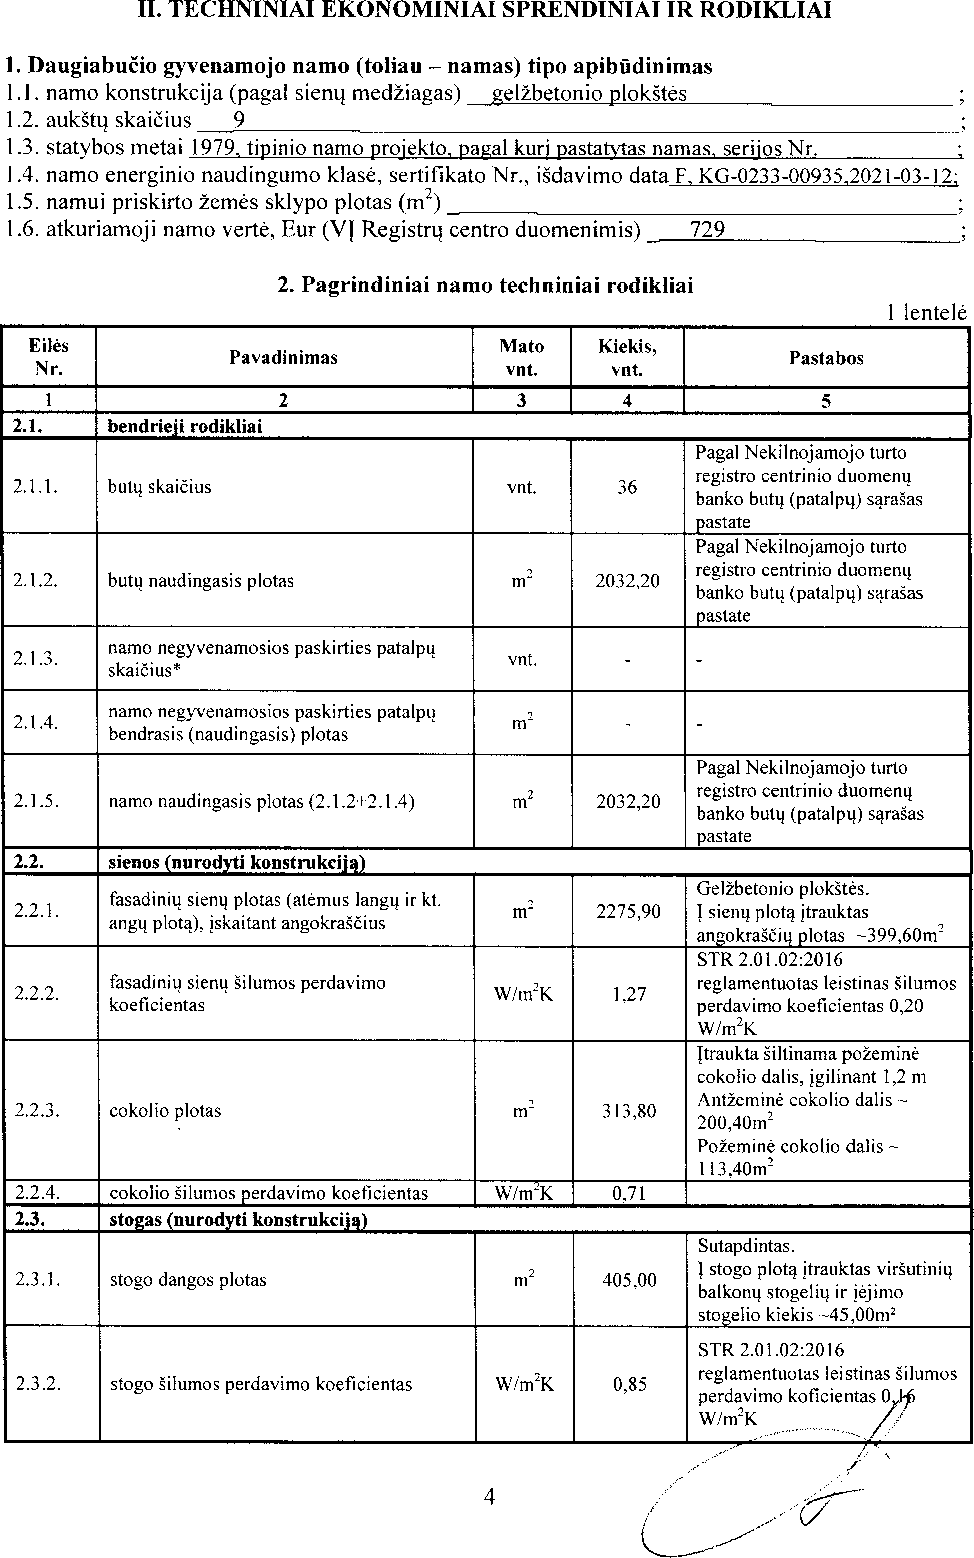 II. TECHNINIAI EKONOMINIAI SPRENDINIAI IR RODIKLIAI
1. Daugiabučio gyvenamojo namo (toliau – namas) tipo apibūdinimas
1.1. namo konstrukcija (pagal sienų medžiagas) gelžbetonio plokštės ;
1.2. aukštų skaičius 9 ;
1.3. statybos metai 1979, tipinio namo projekto, pagal kurį pastatytas namas, serijos Nr. ;
1.4. namo energinio naudingumo klasė, sertifikato Nr., išdavimo data F, KG-0233-00935,2021-03-12;
1.5. namui priskirto žemės sklypo plotas (m²) ;
1.6. atkuriamoji namo vertė, Eur (VĮ Registrų centro duomenimis) 729 ;
2. Pagrindiniai namo techniniai rodikliai
1 lentelė
Eilės Nr. Pavadinimas Mato vnt. Kiekis, vnt. Pastabos
1 2 3 4 5
2.1. bendrieji rodikliai
Pagal Nekilnojamojo turto
registro centrinio duomenų
2.1.1. butų skaičius vnt. 36
banko butų (patalpų) sąrašas
pastate
Pagal Nekilnojamojo turto
registro centrinio duomenų
2.1.2. butų naudingasis plotas m² 2032,20
banko butų (patalpų) sąrašas
pastate
namo negyvenamosios paskirties patalpų
2.1.3. vnt. - -
skaičius*
namo negyvenamosios paskirties patalpų
2.1.4. m² - -
bendrasis (naudingasis) plotas
Pagal Nekilnojamojo turto
registro centrinio duomenų
2.1.5. namo naudingasis plotas (2.1.2+2.1.4) m² 2032,20
banko butų (patalpų) sąrašas
pastate
2.2. sienos (nurodyti konstrukciją)
Gelžbetonio plokštės.
fasadinių sienų plotas (atėmus langų ir kt.
2.2.1. m² 2275,90 Į sienų plotą įtrauktas
angų plotą), įskaitant angokraščius
angokraščių plotas ~399,60m²
STR 2.01.02:2016
fasadinių sienų šilumos perdavimo reglamentuotas leistinas šilumos
2.2.2. W/m²K 1,27
koeficientas perdavimo koeficientas 0,20
W/m²K
Įtraukta šiltinama požeminė
cokolio dalis, įgilinant 1,2 m
Antžeminė cokolio dalis ~
2.2.3. cokolio plotas m² 313,80
200,40m²
Požeminė cokolio dalis ~
113,40m²
2.2.4. cokolio šilumos perdavimo koeficientas W/m²K 0,71
2.3. stogas (nurodyti konstrukciją)
Sutapdintas.
Į stogo plotą įtrauktas viršutinių
2.3.1. stogo dangos plotas m² 405,00
balkonų stogelių ir įėjimo
stogelio kiekis ~45,00m²
STR 2.01.02:2016
reglamentuotas leistinas šilumos
2.3.2. stogo šilumos perdavimo koeficientas W/m²K 0,85
perdavimo koficientas 0,16
W/m²K
4